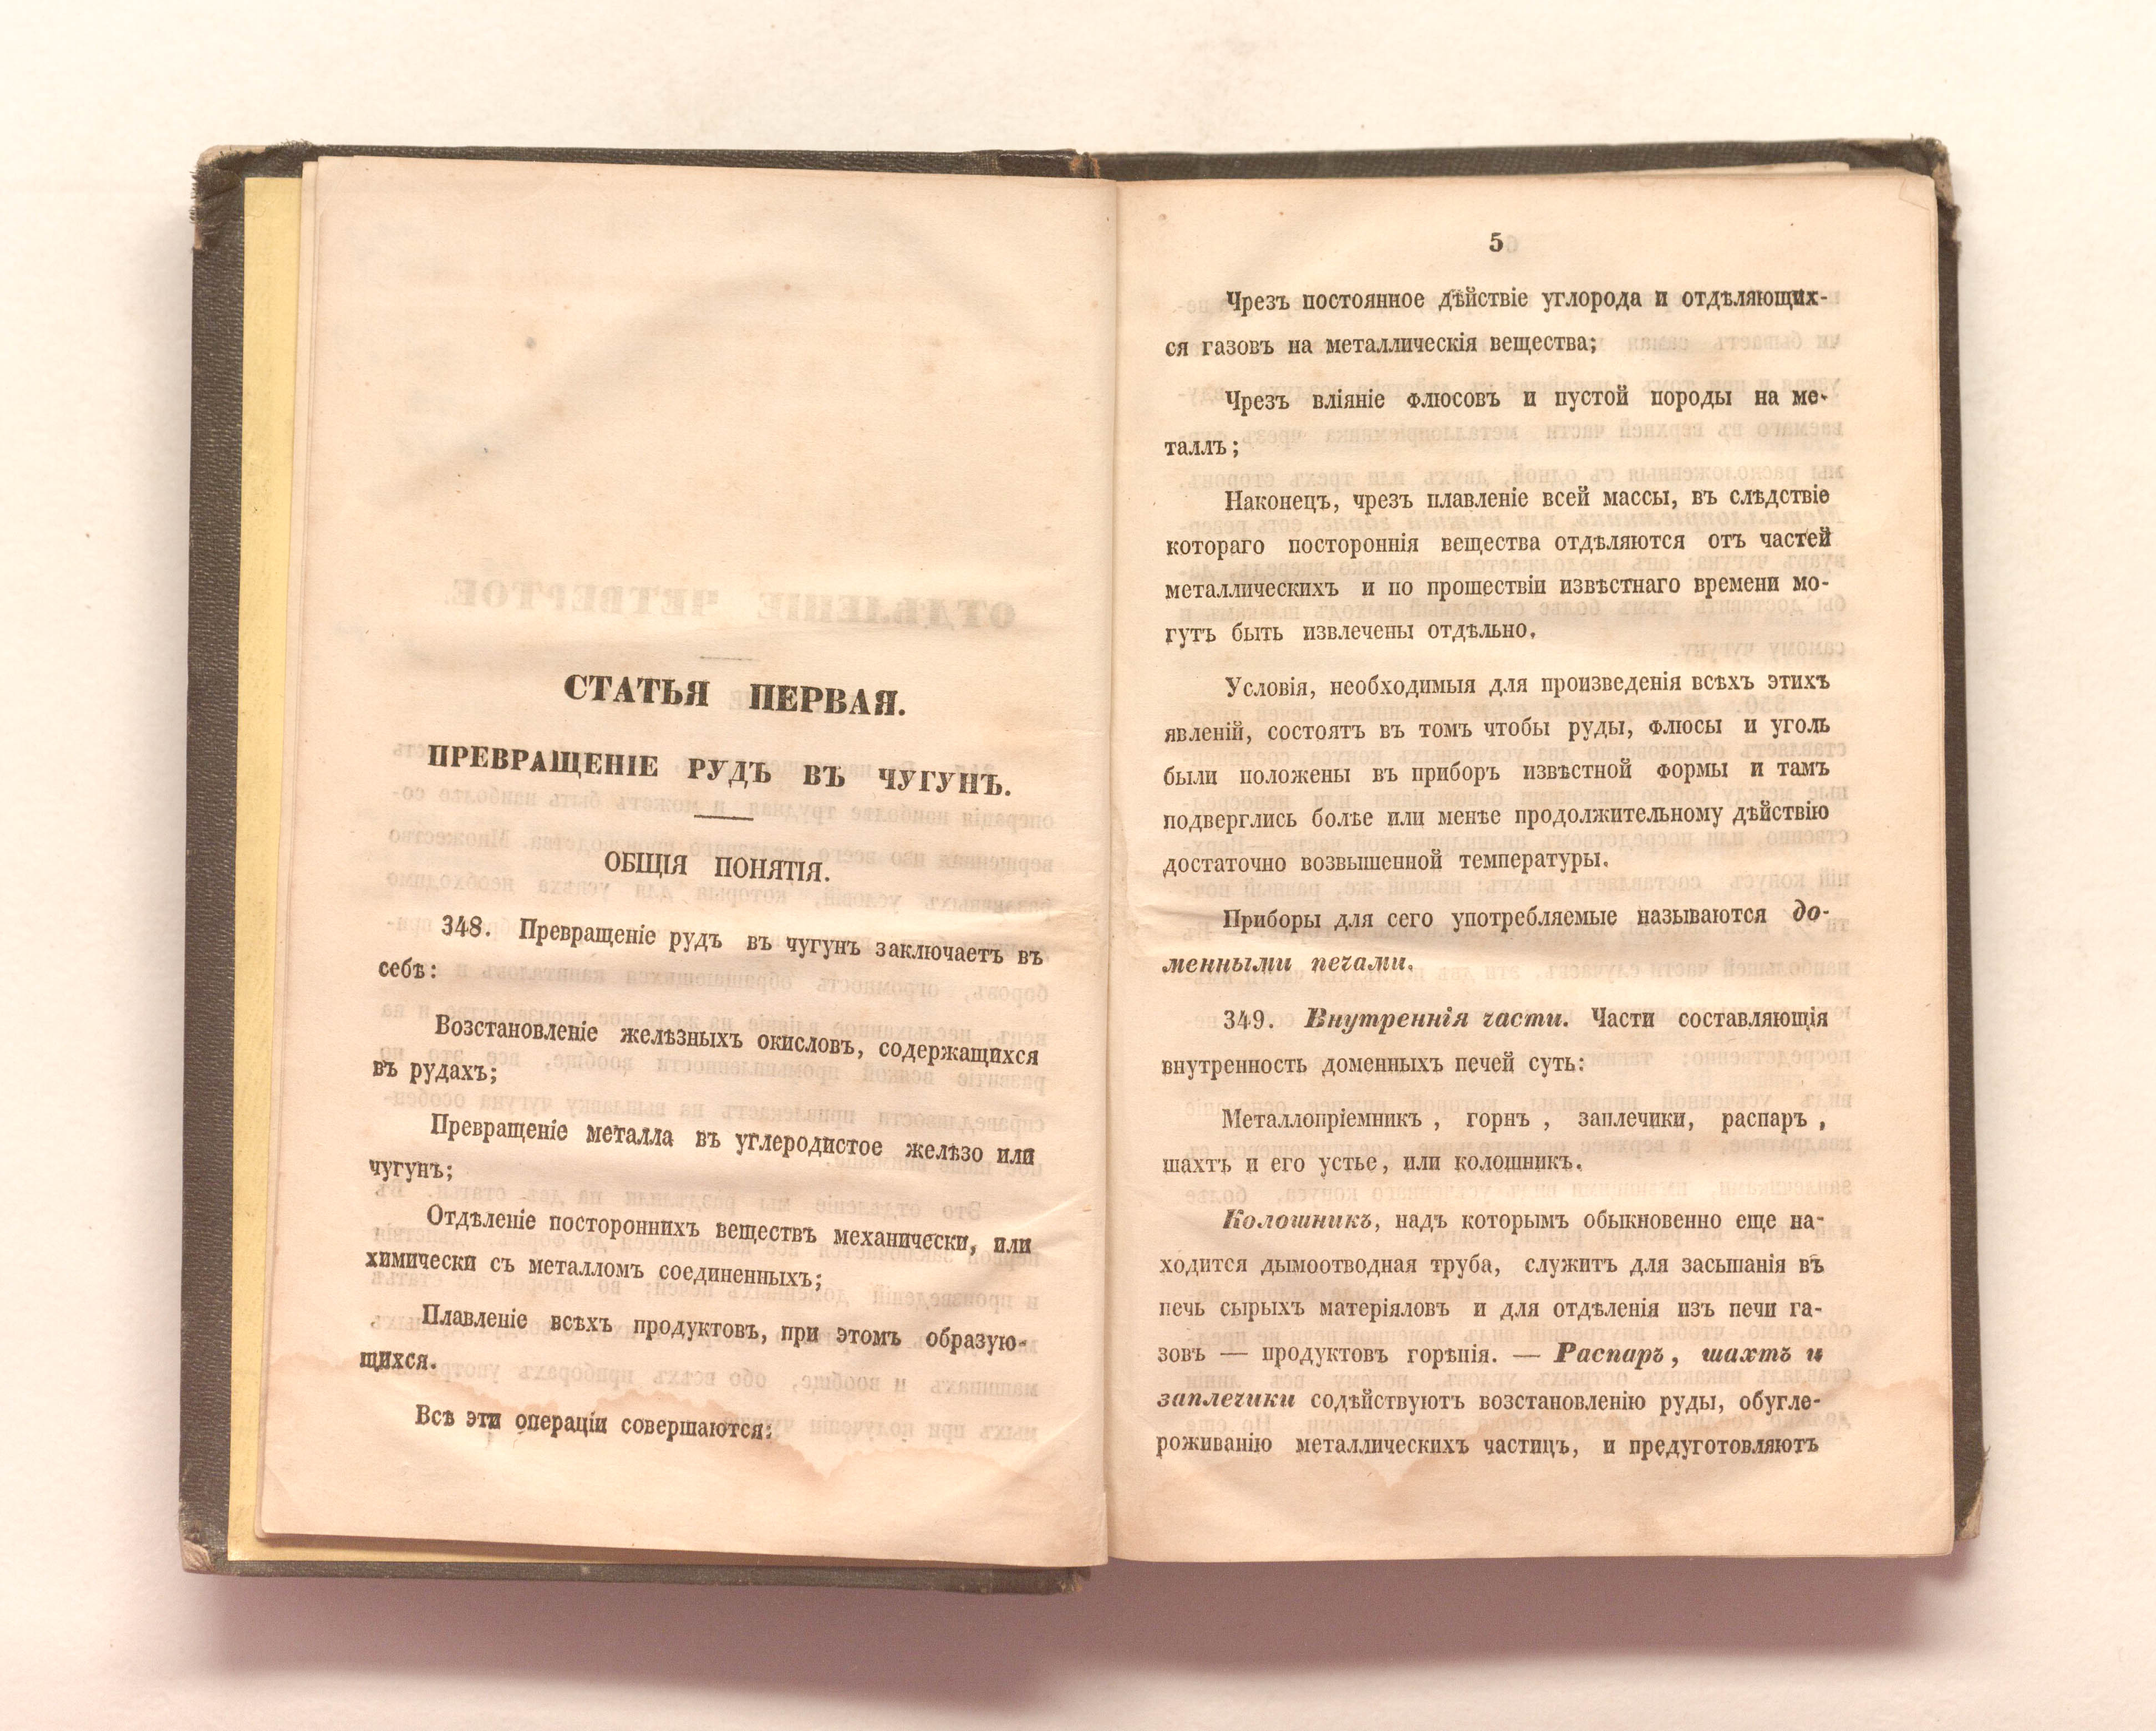 СТАТЬЯ ПЕРВАЯ.
ПРЕВРАЩЕНІЕ РУДЪ ВЪ ЧУГУНЪ.
ОБЩІЯ ПОНЯТІЯ.
348. Превращеніе рудъ въ чугунъ заключаетъ въ
себѣ:
Возстановленіе желѣзныхъ окисловъ, содержащихся
въ рудахъ;
Превращеніе металла въ углеродистое желѣзо или
чугунъ;
Отдѣленіе постороннихъ веществъ механически, или
химически съ металломъ соединенныхъ;
Плавленіе всѣхъ продуктовъ, при этомъ образую-
щихся.
Всѣ эти операціи совершаются:
5
Чрезъ постоянное дѣйствіе углорода и отдѣляющих-
ся газовъ на металлическія вещества;
Чрезъ вліяніе флюсовъ и пустой породы на ме-
таллъ;
Наконецъ, чрезъ плавленіе всей массы, въ слѣдствіе
котораго постороннія вещества отдѣляются отъ частей
металлическихъ и по прошествіи извѣстнаго времени мо-
гутъ быть извлечены отдѣльно.
Условія, необходимыя для произведенія всѣхъ этихъ
явленій, состоятъ въ томъ чтобы руды, флюсы и уголь
были положены въ приборъ извѣстной формы и тамъ
подверглись болѣе или менѣе продолжительному дѣйствію
достаточно возвышенной температуры.
Приборы для сего употребляемые называются до-
менными печами.
349. Внутреннія части. Части составляющія
внутренность доменныхъ печей суть:
Металлопріемникъ, горнъ, заплечики, распаръ,
шахтъ и его устье, или колошникъ.
Колошникъ, надъ которымъ обыкновенно еще на-
ходится дымоотводная труба, служитъ для засыпанія въ
печь сырыхъ матеріяловъ и для отдѣленія изъ печи га-
зовъ — продуктовъ горѣнія. — Распаръ, шахтъ и
заплечики содѣйствуютъ возстановленію руды, обугле-
роживанію металлическихъ частицъ, и предуготовляютъ